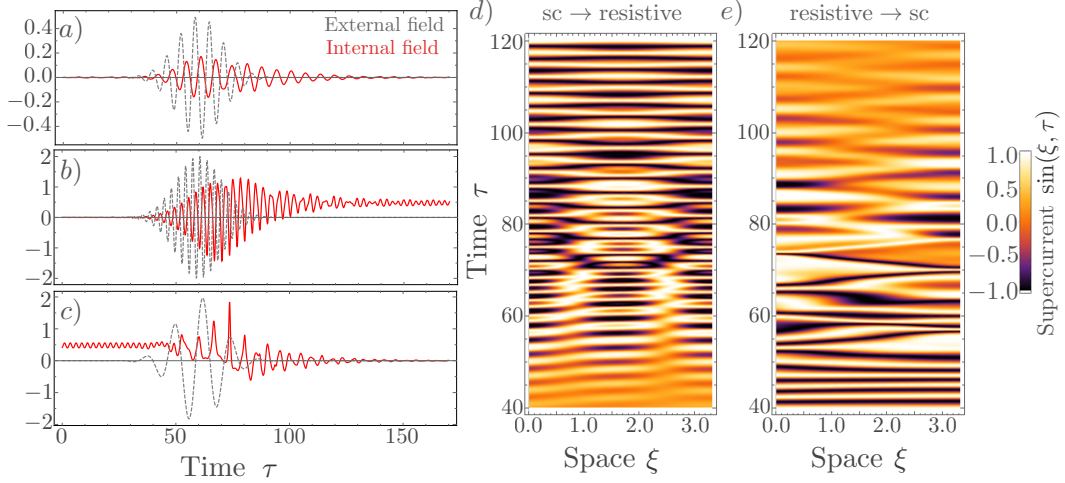 a)
External field
Internal field
0.4
0.2
0.0
−0.2
−0.4
b)
2
1
0
−1
−2
c)
2
1
0
−1
−2
0 50 100 150
Time τ
d) sc → resistive
120
100
80
60
40
Time τ
0.0 1.0 2.0 3.0
Space ξ
e) resistive → sc
120
100
80
60
40
0.0 1.0 2.0 3.0
Space ξ
1.0
0.5
0.0
−0.5
−1.0
Supercurrent sin(ξ, τ)